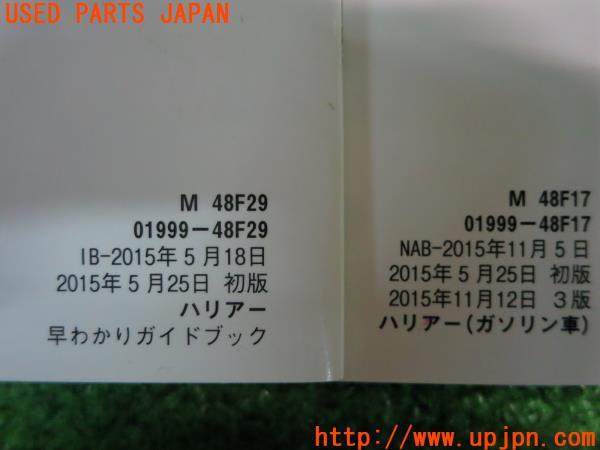 USED PARTS JAPAN
M 48F29
01999−48F29
IB-2015年5月18日
2015年5月25日 初版
ハリアー
早わかりガイドブック
M 48F17
01999−48F17
NAB-2015年11月5日
2015年5月25日 初版
2015年11月12日 3版
ハリアー(ガソリン車)
http://www.upjpn.com/